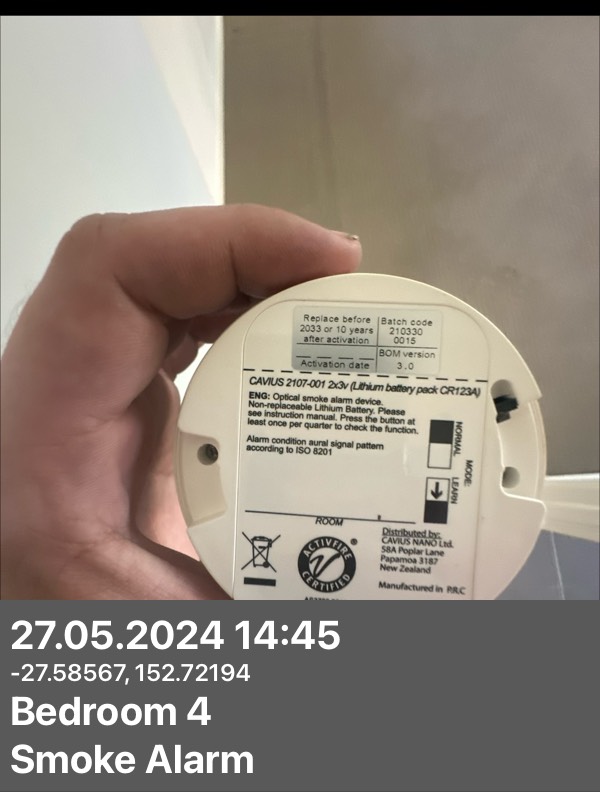 Replace before
2033 or 10 years
after activation
Activation date
Batch code
210330
0015
BOM version
3.0
CAVIUS 2107-001 2x3v (Lithium battery pack CR123A)
ENG: Optical smoke alarm device.
Non-replaceable Lithium Battery. Please
see instruction manual. Press the button at
least once per quarter to check the function.
Alarm condition aural signal pattern
according to ISO 8201
NORMAL
MODE:
LEARN
ROOM
ACTIVFIRE
CERTIFIED
®
Distributed by:
CAVIUS NANO Ltd.
58A Poplar Lane
Papamoa 3187
New Zealand
Manufactured in P.R.C
27.05.2024 14:45
-27.58567, 152.72194
Bedroom 4
Smoke Alarm